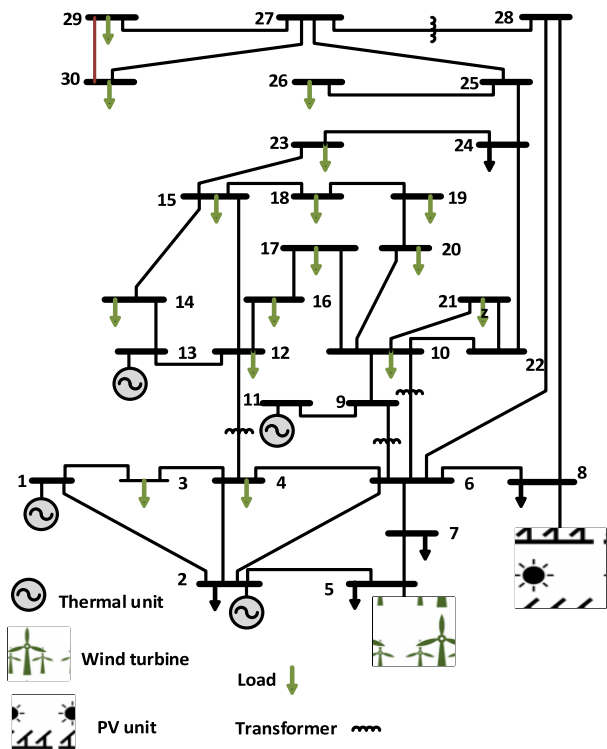 29 27 28
30 26 25
23 24
15 18 19
17 20
14 16 21
z
13 12 10 22
11 9
1 3 4 6 8
7
2 5
Thermal unit
Wind turbine
Load
PV unit Transformer